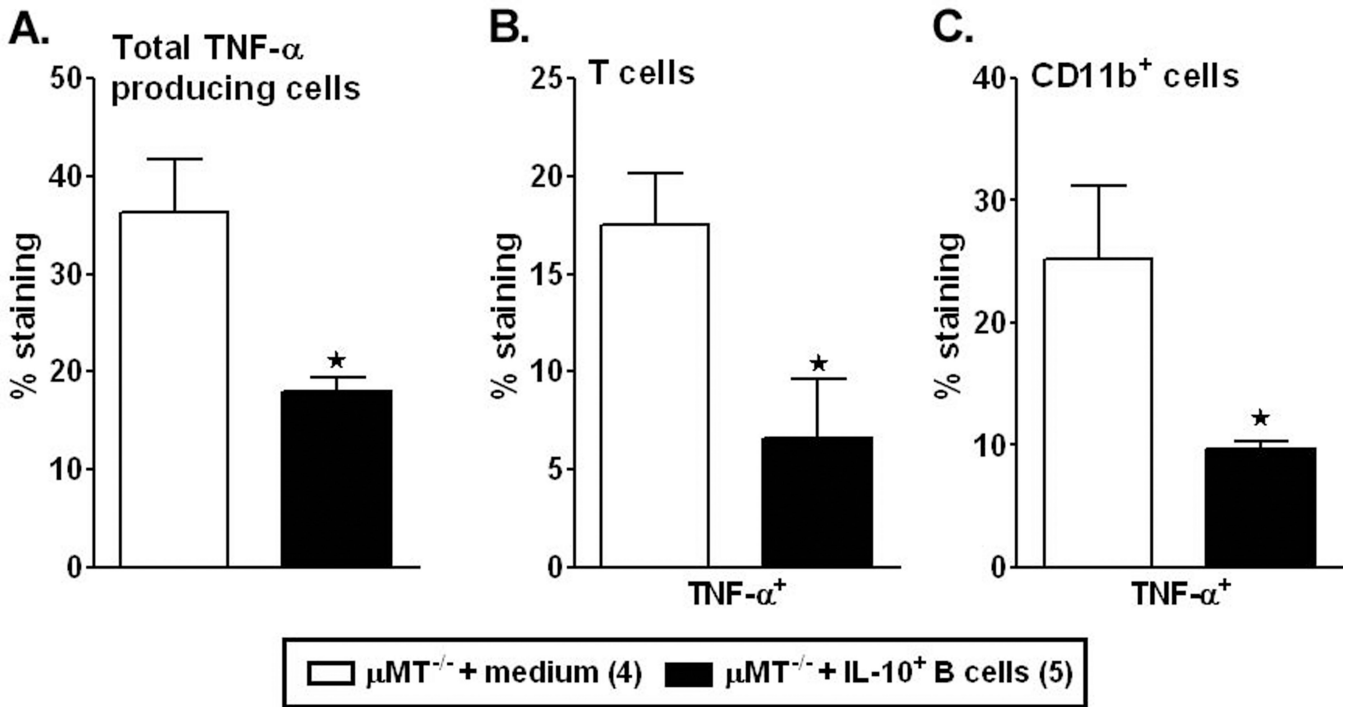 A.
Total TNF-α
producing cells
50
40
30
20
10
0
% staining
B.
T cells
25
20
15
10
5
0
% staining
★
★
TNF-α⁺
C.
CD11b⁺ cells
40
30
20
10
0
% staining
★
TNF-α⁺
μMT⁻/⁻ + medium (4) μMT⁻/⁻ + IL-10⁺ B cells (5)